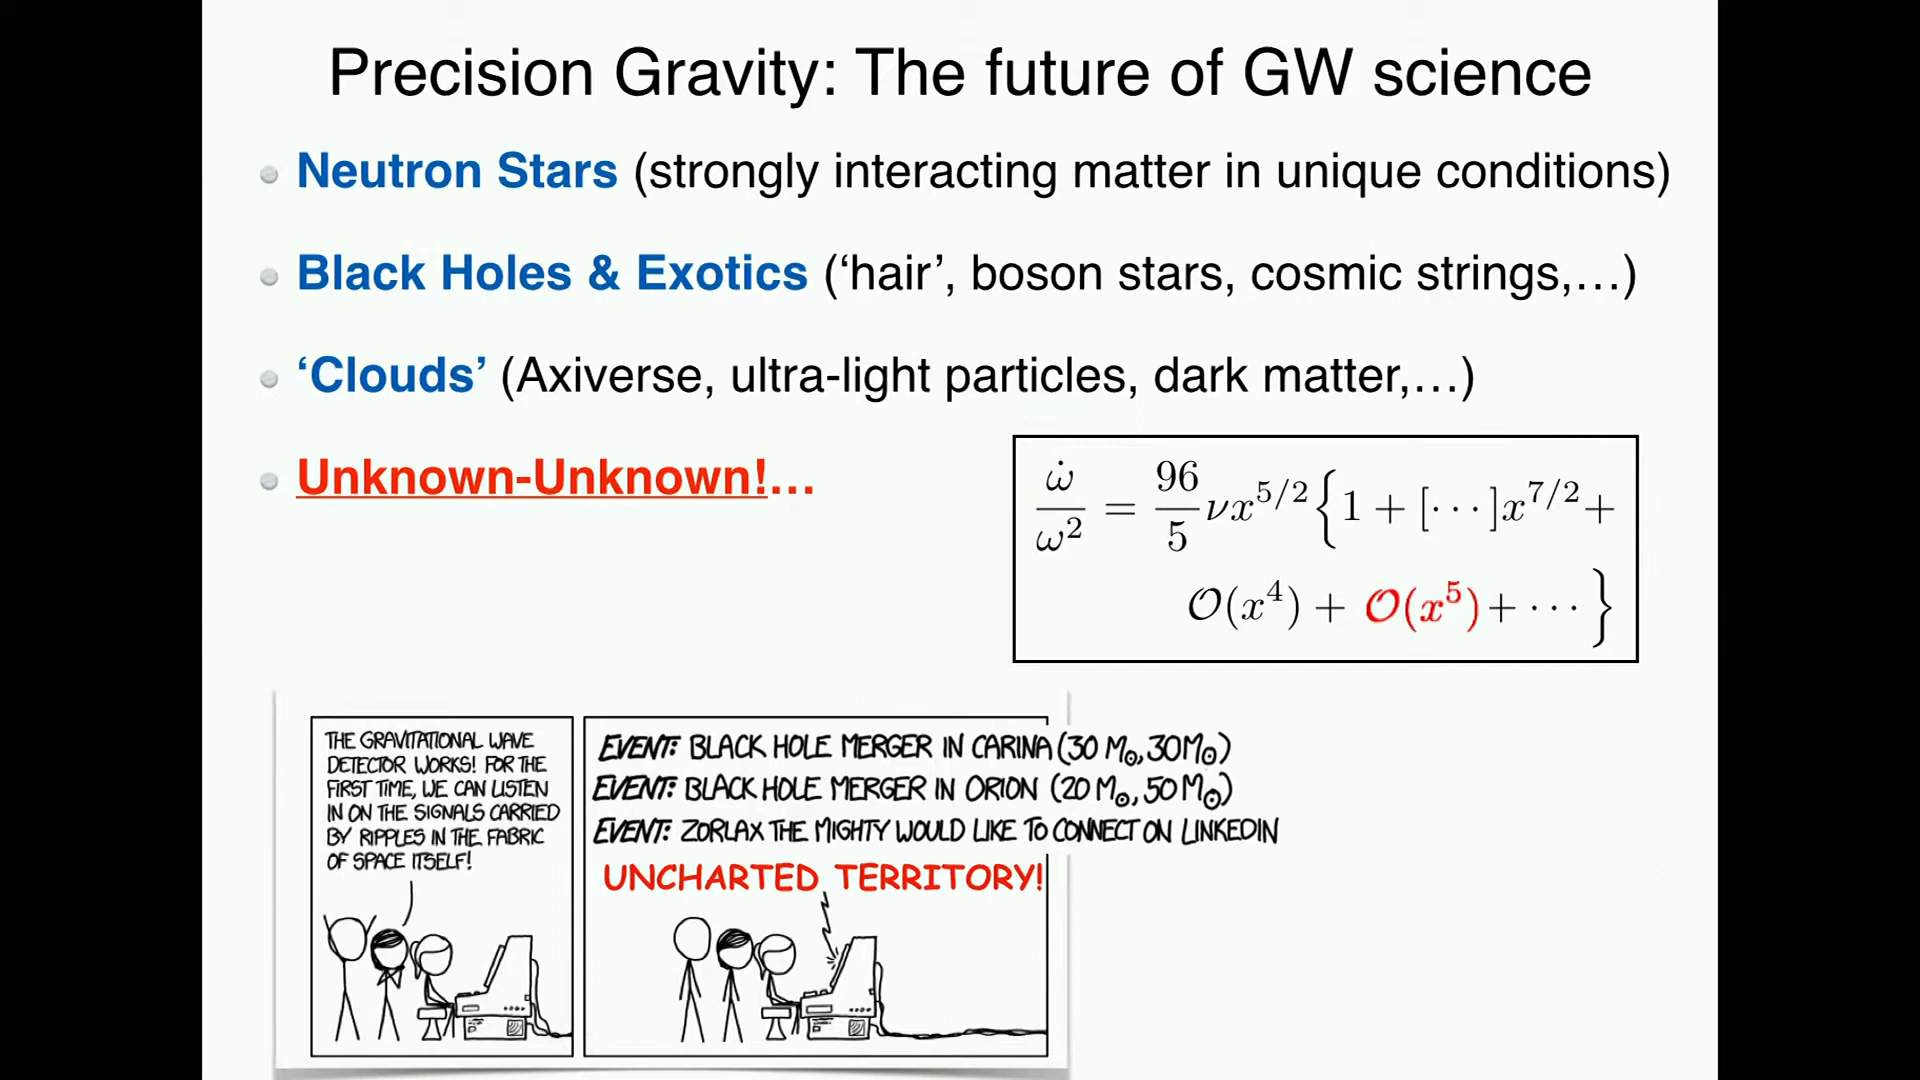 Precision Gravity: The future of GW science
Neutron Stars (strongly interacting matter in unique conditions)
Black Holes & Exotics (‘hair’, boson stars, cosmic strings,…)
‘Clouds’ (Axiverse, ultra-light particles, dark matter,…)
Unknown-Unknown!…
ω̇/ω² = 96/5 νx^{5/2} {1 + [⋯]x^{7/2} +
𝒪(x⁴) + 𝒪(x⁵) + ⋯ }
THE GRAVITATIONAL WAVE
DETECTOR WORKS! FOR THE
FIRST TIME, WE CAN LISTEN
IN ON THE SIGNALS CARRIED
BY RIPPLES IN THE FABRIC
OF SPACE ITSELF!
EVENT: BLACK HOLE MERGER IN CARINA (30 M⊙, 30 M⊙)
EVENT: BLACK HOLE MERGER IN ORION (20 M⊙, 50 M⊙)
EVENT: ZORLAX THE MIGHTY WOULD LIKE TO CONNECT ON LINKEDIN
UNCHARTED TERRITORY!